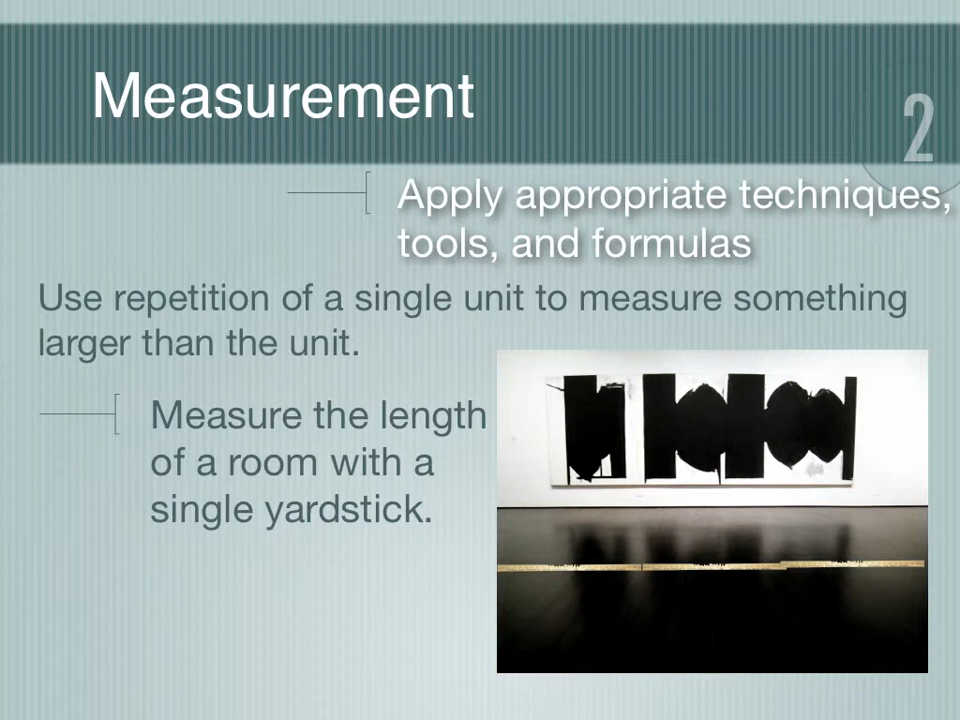 Measurement
2
Apply appropriate techniques,
tools, and formulas
Use repetition of a single unit to measure something
larger than the unit.
Measure the length
of a room with a
single yardstick.